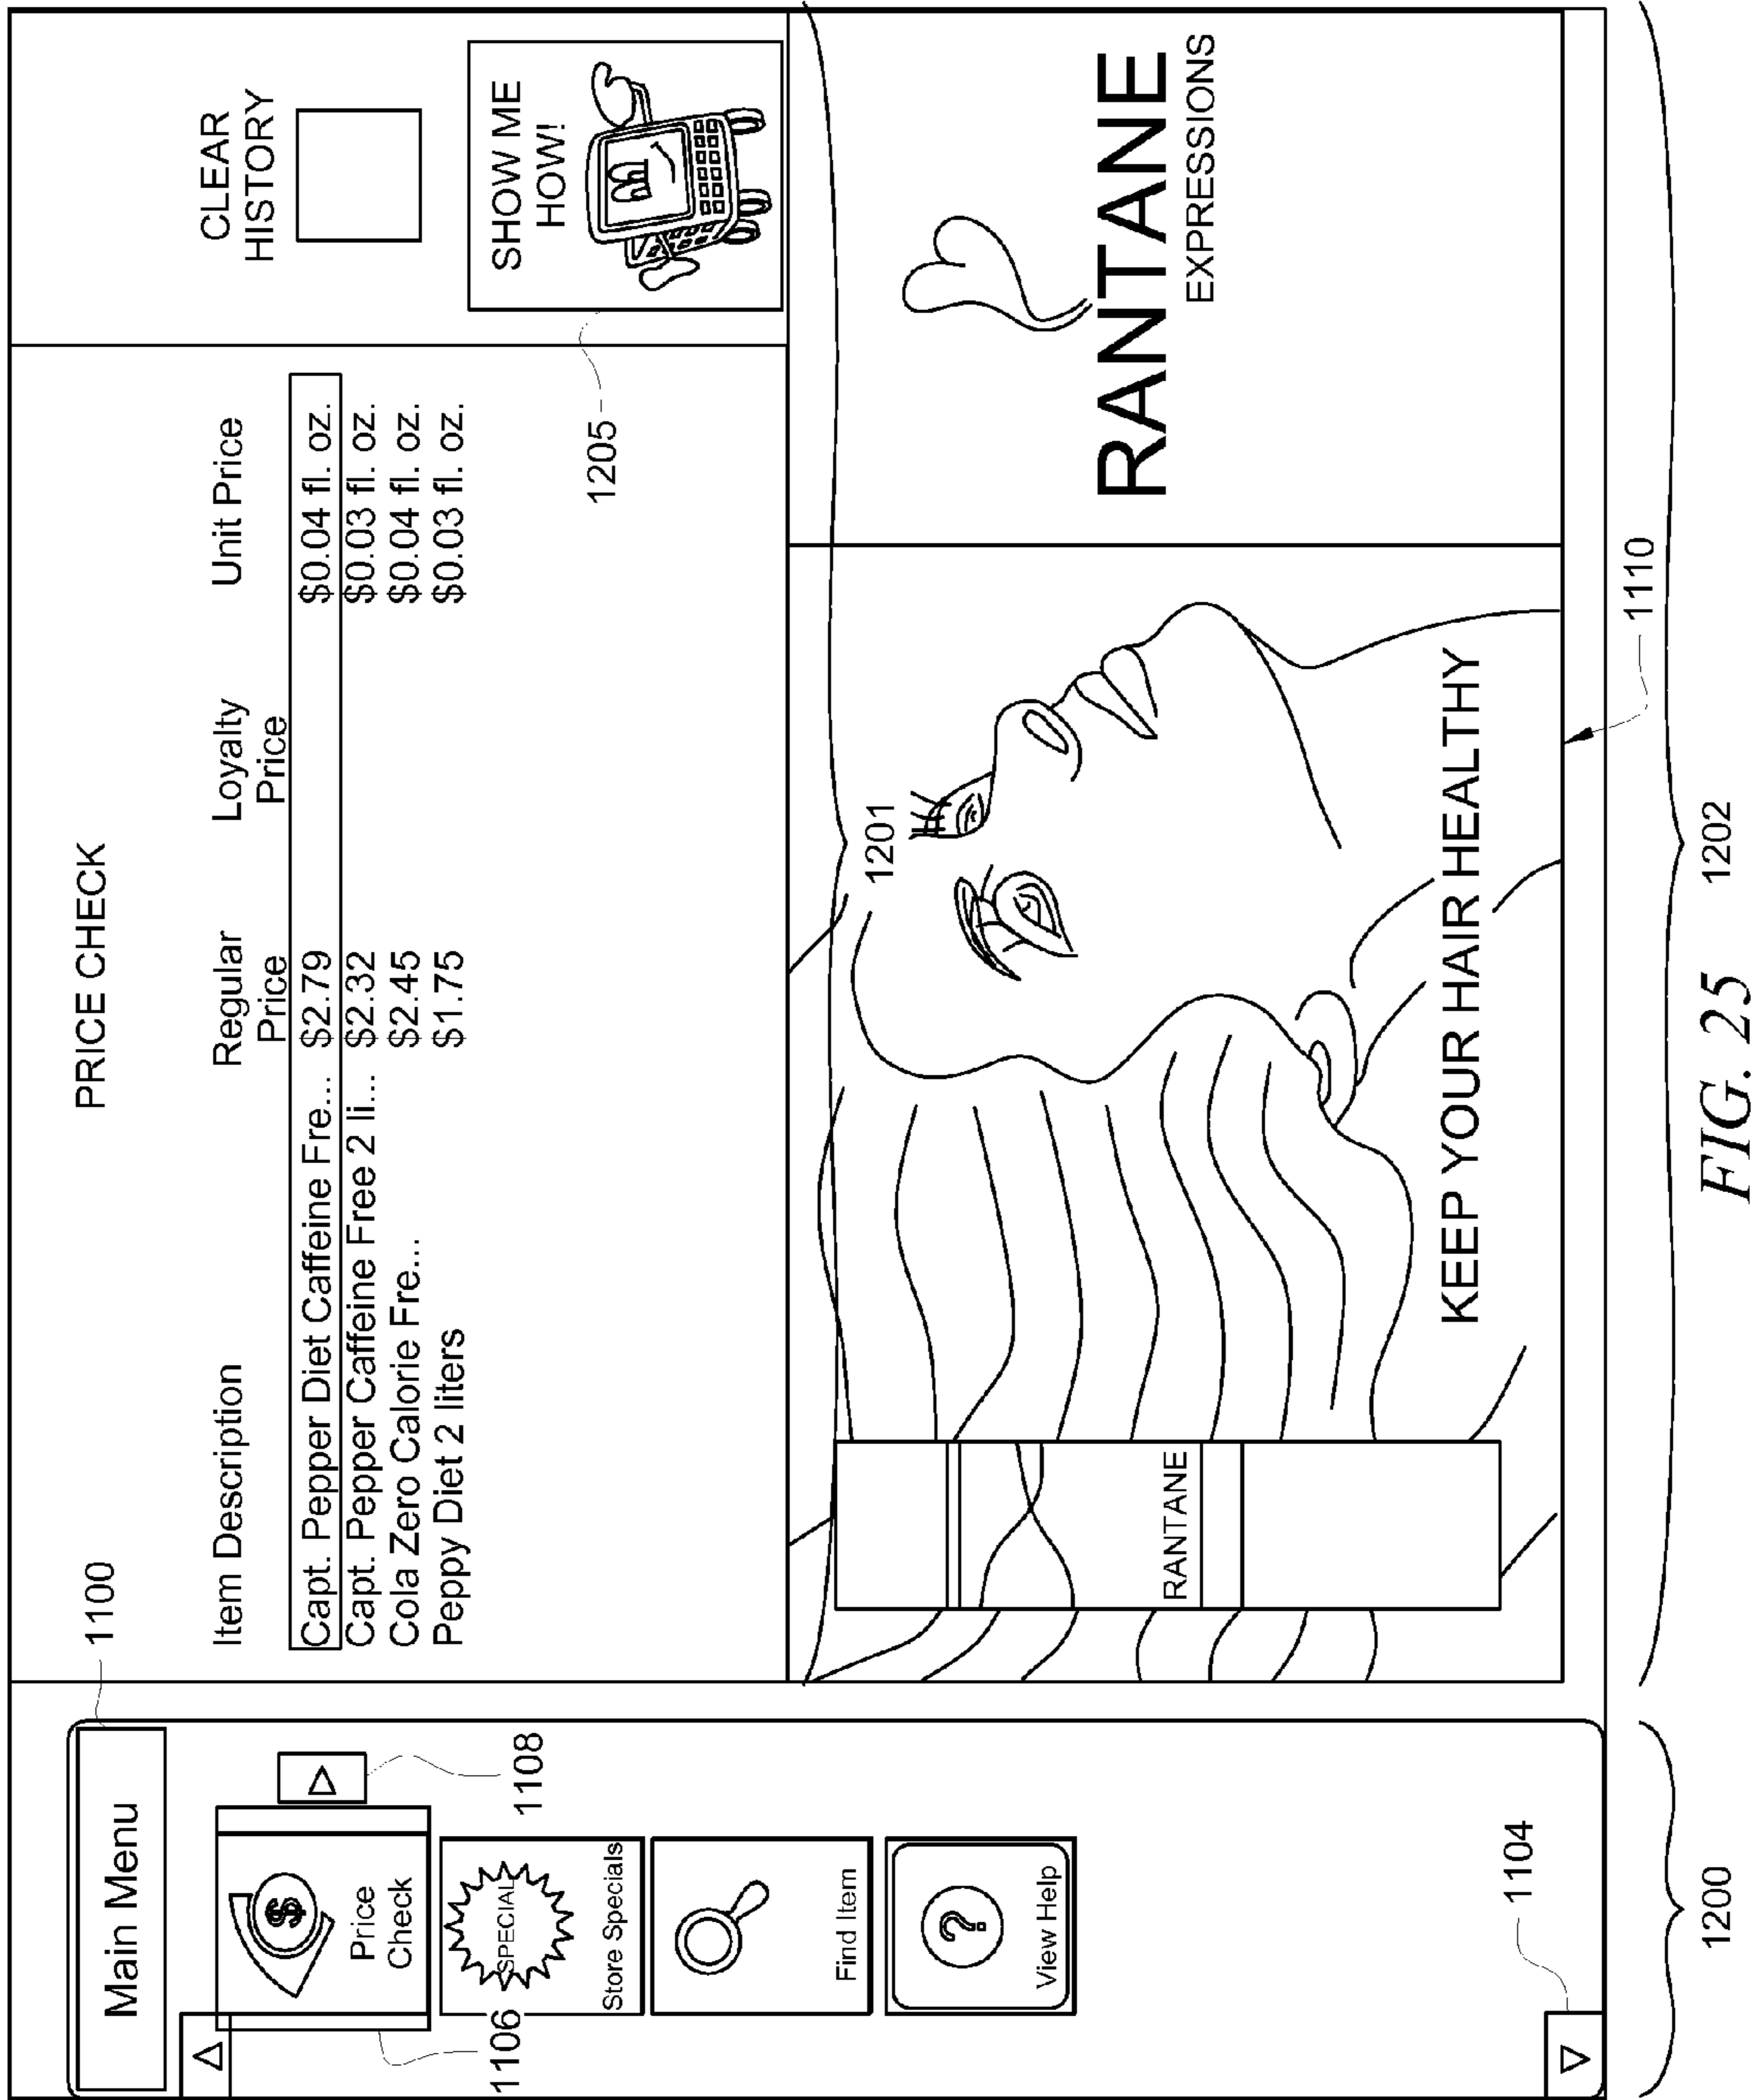 1100
Main Menu
Price
Check
1108
1106
SPECIAL
Store Specials
Find Item
View Help
1104
1200
PRICE CHECK
Item Description Regular Price Loyalty Price Unit Price
Capt. Pepper Diet Caffeine Fre... $2.79 $0.04 fl. oz.
Capt. Pepper Caffeine Free 2 li... $2.32 $0.03 fl. oz.
Cola Zero Calorie Fre... $2.45 $0.04 fl. oz.
Peppy Diet 2 liters $1.75 $0.03 fl. oz.
CLEAR
HISTORY
SHOW ME
HOW!
1205
1201
RANTANE
KEEP YOUR HAIR HEALTHY
RANTANE
EXPRESSIONS
1110
1202
FIG. 25